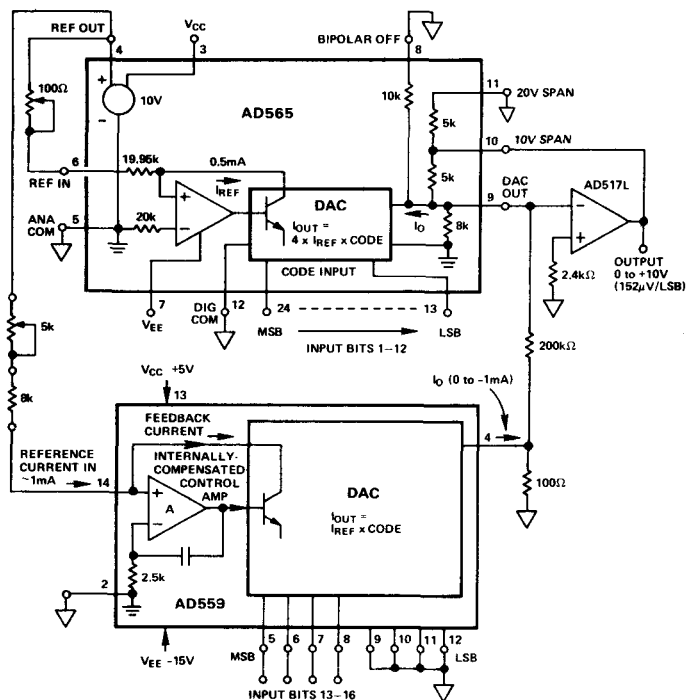 REF OUT
VCC
BIPOLAR OFF
4
3
8
100Ω
+
10V
-
AD565
10k
11
20V SPAN
5k
10
10V SPAN
6
19.95k
0.5mA
IREF
5k
REF IN
9
DAC OUT
AD517L
+
-
DAC
IOUT =
4 x IREF x CODE
IO
8k
-
+
ANA COM
5
20k
CODE INPUT
OUTPUT
0 to +10V
(152μV/LSB)
2.4kΩ
7
VEE
DIG COM
12
24
13
MSB
LSB
INPUT BITS 1-12
5k
200kΩ
8k
VCC +5V
13
IO (0 to -1mA)
4
FEEDBACK CURRENT
REFERENCE CURRENT IN
~1mA
14
INTERNALLY-COMPENSATED CONTROL AMP
+
A
-
DAC
IOUT =
IREF x CODE
100Ω
2
2.5k
AD559
VEE -15V
5
6
7
8
9
10
11
12
MSB
LSB
INPUT BITS 13-16